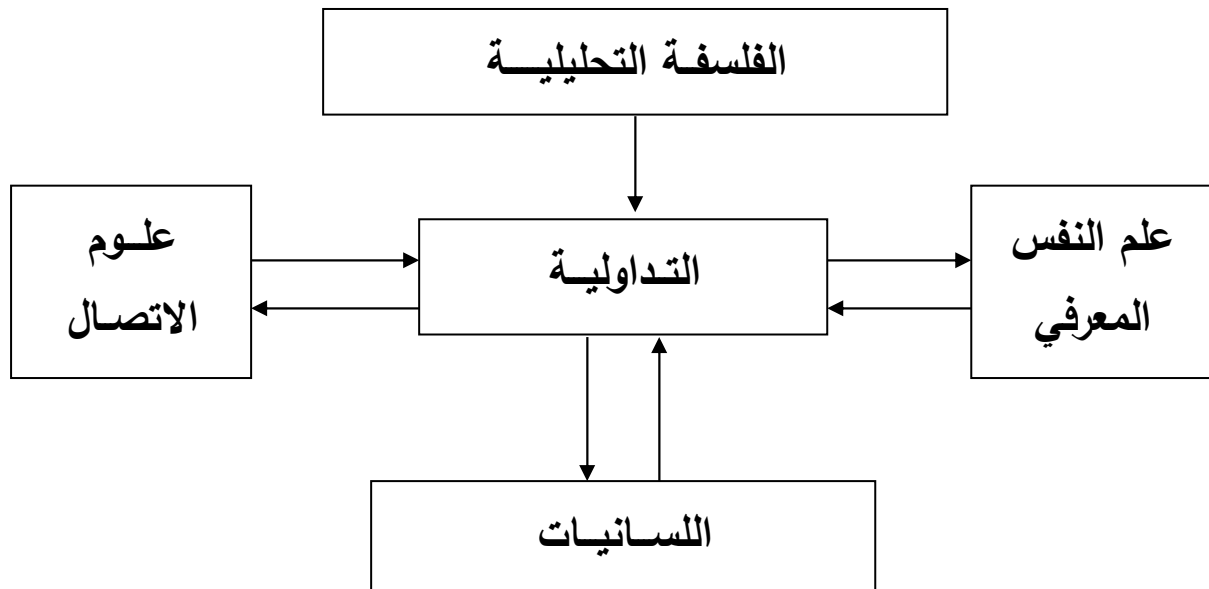 الفلسفة التحليلية
علم النفس
المعرفي
التداولية
علوم
الاتصال
اللسانيات